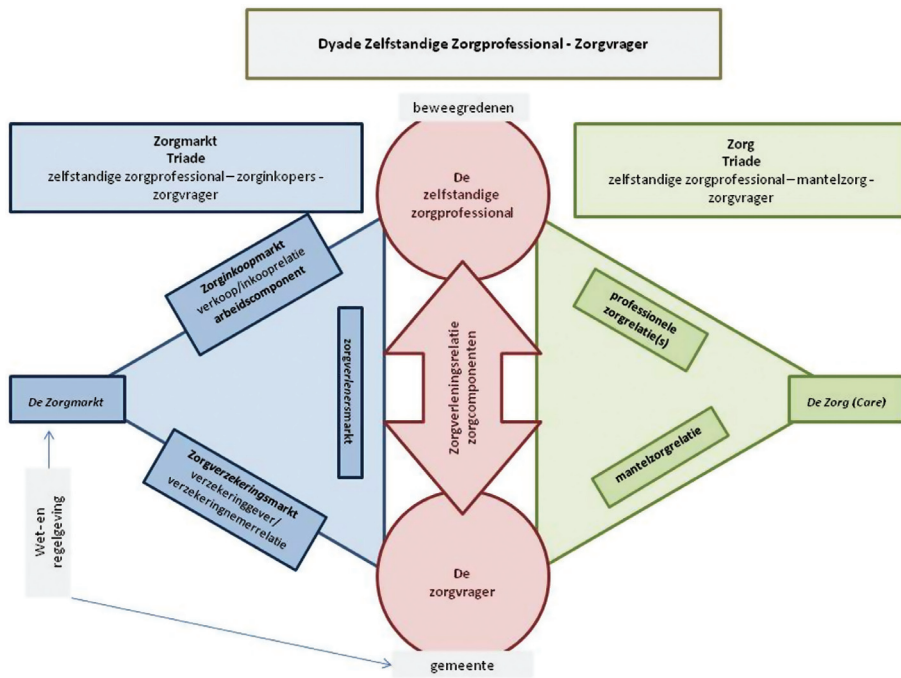 Dyade Zelfstandige Zorgprofessional - Zorgvrager
beweegredenen
Zorgmarkt
Triade
zelfstandige zorgprofessional – zorginkopers -
zorgvrager
De
zelfstandige
zorgprofessional
Zorg
Triade
zelfstandige zorgprofessional – mantelzorg -
zorgvrager
Zorginkoopmarkt
verkoop/inkooprelatie
arbeidscomponent
zorgverlenersmarkt
Zorgverleningsrelatie
zorgcomponenten
professionele
zorgrelatie(s)
De Zorgmarkt
De Zorg (Care)
Zorgverzekeringsmarkt
verzekeringgever/
verzekeringnemerrelatie
mantelzorgrelatie
Wet- en
regelgeving
De
zorgvrager
gemeente